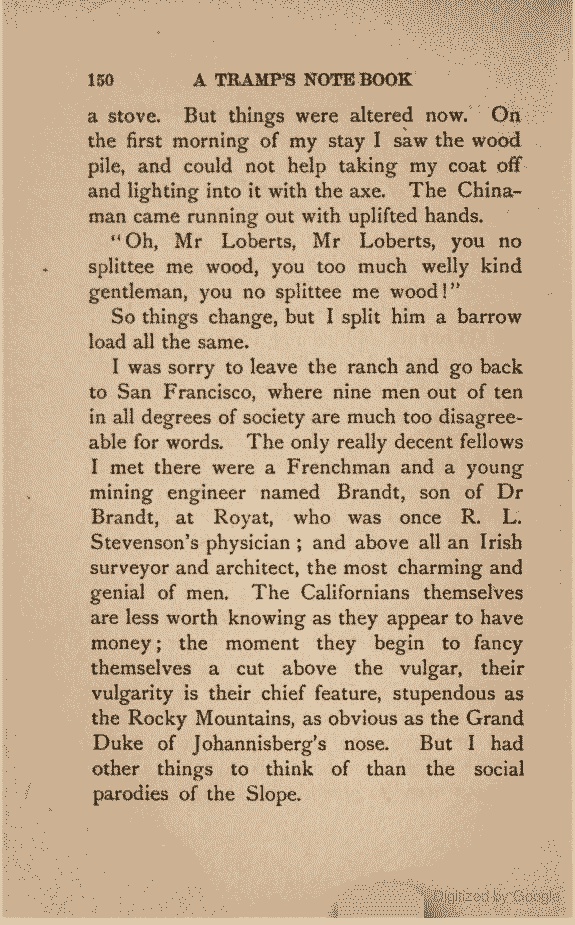 150 A TRAMP'S NOTE BOOK
a stove. But things were altered now. On
the first morning of my stay I saw the wood
pile, and could not help taking my coat off
and lighting into it with the axe. The China-
man came running out with uplifted hands.
"Oh, Mr Loberts, Mr Loberts, you no
splittee me wood, you too much welly kind
gentleman, you no splittee me wood!"
So things change, but I split him a barrow
load all the same.
I was sorry to leave the ranch and go back
to San Francisco, where nine men out of ten
in all degrees of society are much too disagree-
able for words. The only really decent fellows
I met there were a Frenchman and a young
mining engineer named Brandt, son of Dr
Brandt, at Royat, who was once R. L.
Stevenson's physician; and above all an Irish
surveyor and architect, the most charming and
genial of men. The Californians themselves
are less worth knowing as they appear to have
money; the moment they begin to fancy
themselves a cut above the vulgar, their
vulgarity is their chief feature, stupendous as
the Rocky Mountains, as obvious as the Grand
Duke of Johannisberg's nose. But I had
other things to think of than the social
parodies of the Slope.
Digitized by Google